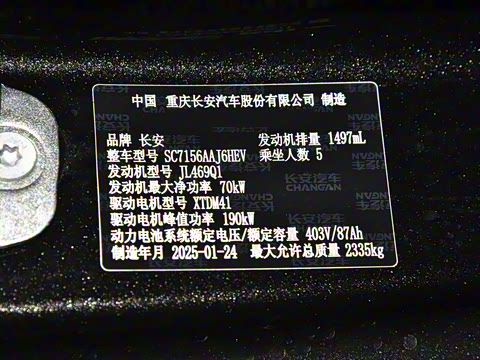 中国 重庆长安汽车股份有限公司 制造
品牌 长安 发动机排量 1497mL
整车型号 SC7156AAJ6HEV 乘坐人数 5
发动机型号 JL469Q1
发动机最大净功率 70kW
驱动电机型号 XTDM41
驱动电机峰值功率 190kW
动力电池系统额定电压/额定容量 403V/87Ah
制造年月 2025-01-24 最大允许总质量 2335kg
长安汽车
CHANGAN